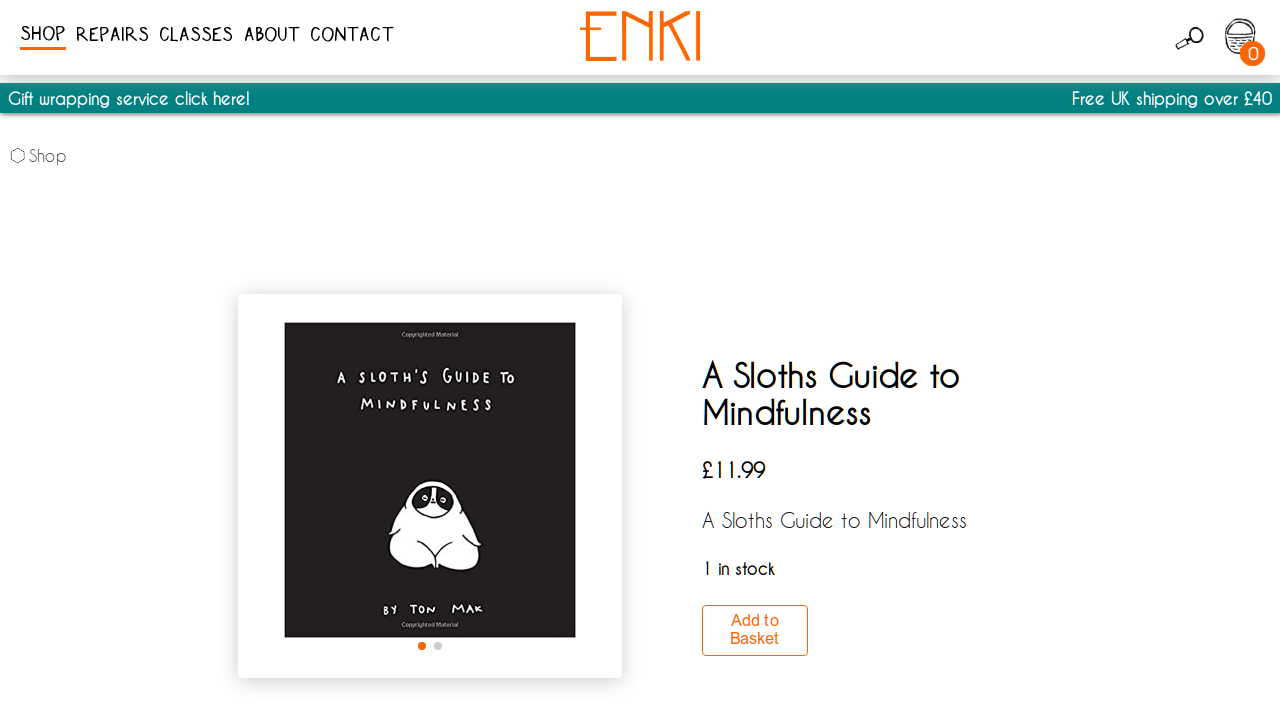 SHOP REPAIRS CLASSES ABOUT CONTACT
ENKI
0
Gift wrapping service click here!
Free UK shipping over £40
Shop
Copyrighted Material
A SLOTH'S GUIDE TO
MINDFULNESS
BY TON MAK
Copyrighted Material
A Sloths Guide to
Mindfulness
£11.99
A Sloths Guide to Mindfulness
1 in stock
Add to
Basket